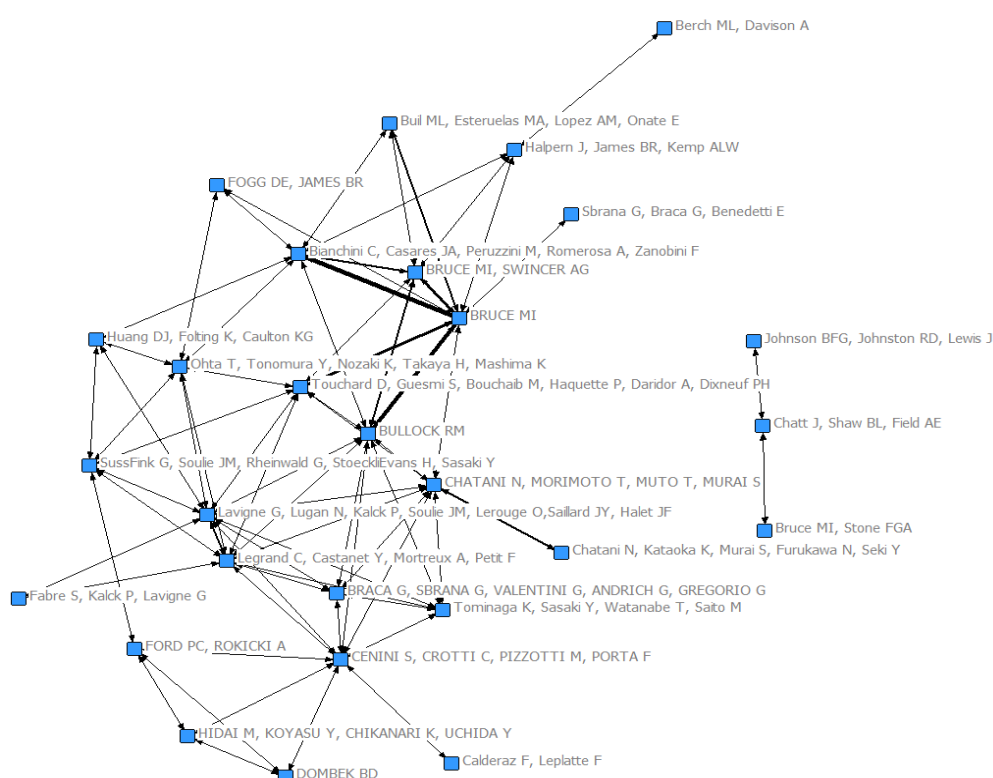 Berch ML, Davison A
Buil ML, Esteruelas MA, Lopez AM, Onate E
Halpern J, James BR, Kemp ALW
FOGG DE, JAMES BR
Sbrana G, Braca G, Benedetti E
Bianchini C, Casares JA, Peruzzini M, Romerosa A, Zanobini F
BRUCE MI, SWINCER AG
BRUCE MI
Huang DJ, Folting K, Caulton KG
Johnson BFG, Johnston RD, Lewis J
Ohta T, Tonomura Y, Nozaki K, Takaya H, Mashima K
Touchard D, Guesmi S, Bouchaib M, Haquette P, Daridor A, Dixneuf PH
Chatt J, Shaw BL, Field AE
BULLOCK RM
SussFink G, Soulie JM, Rheinwald G, StoeckliEvans H, Sasaki Y
CHATANI N, MORIMOTO T, MUTO T, MURAI S
Lavigne G, Lugan N, Kalck P, Soulie JM, Lerouge O,Saillard JY, Halet JF
Bruce MI, Stone FGA
Chatani N, Kataoka K, Murai S, Furukawa N, Seki Y
Legrand C, Castanet Y, Mortreux A, Petit F
BRACA G, SBRANA G, VALENTINI G, ANDRICH G, GREGORIO G
Fabre S, Kalck P, Lavigne G
Tominaga K, Sasaki Y, Watanabe T, Saito M
FORD PC, ROKICKI A
CENINI S, CROTTI C, PIZZOTTI M, PORTA F
HIDAI M, KOYASU Y, CHIKANARI K, UCHIDA Y
Calderaz F, Leplatte F
DOMBEK BD